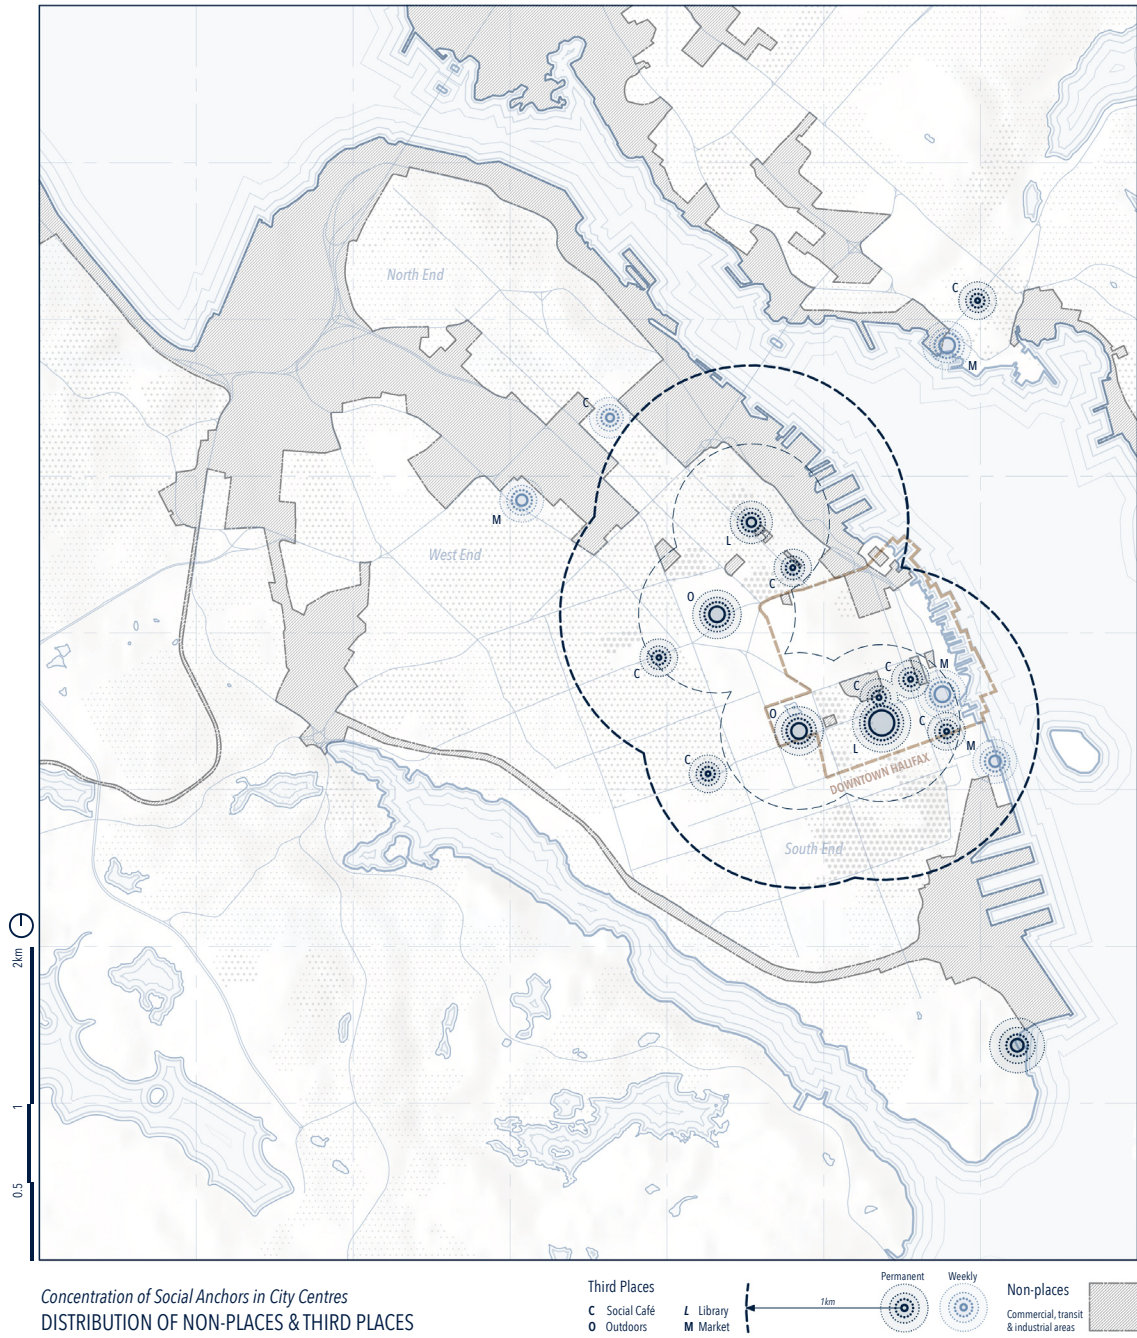 North End
C
M
C
M
West End
L
C
O
C
C
M
C
C
O
L
M
C
DOWNTOWN HALIFAX
South End
2km
1
0.5
Concentration of Social Anchors in City Centres
DISTRIBUTION OF NON-PLACES & THIRD PLACES
Third Places
C Social Café L Library
O Outdoors M Market
1km
Permanent Weekly
Non-places
Commercial, transit
& industrial areas